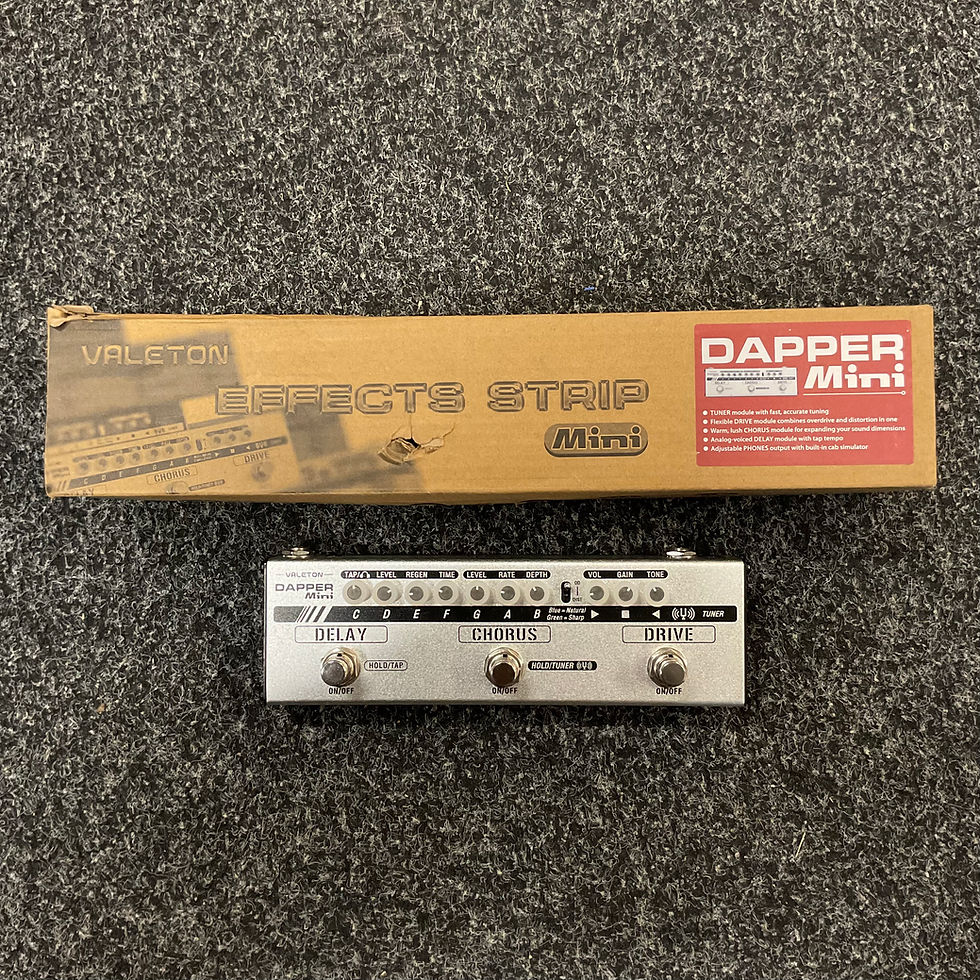 VALETON
EFFECTS STRIP
Mini
DELAY
CHORUS
DRIVE
DAPPER
Mini
● TUNER module with fast, accurate tuning
● Flexible DRIVE module combines overdrive and distortion in one
● Warm, lush CHORUS module for expanding your sound dimensions
● Analog-voiced DELAY module with tap tempo
● Adjustable PHONES output with built-in cab simulator
VALETON
DAPPER
Mini
TAP/ LEVEL REGEN TIME LEVEL RATE DEPTH OD DIST VOL GAIN TONE
C D E F G A B Blue = Natural
Green = Sharp ▶ ■ ◀ TUNER
DELAY CHORUS DRIVE
HOLD/TAP HOLD/TUNER
ON/OFF ON/OFF ON/OFF